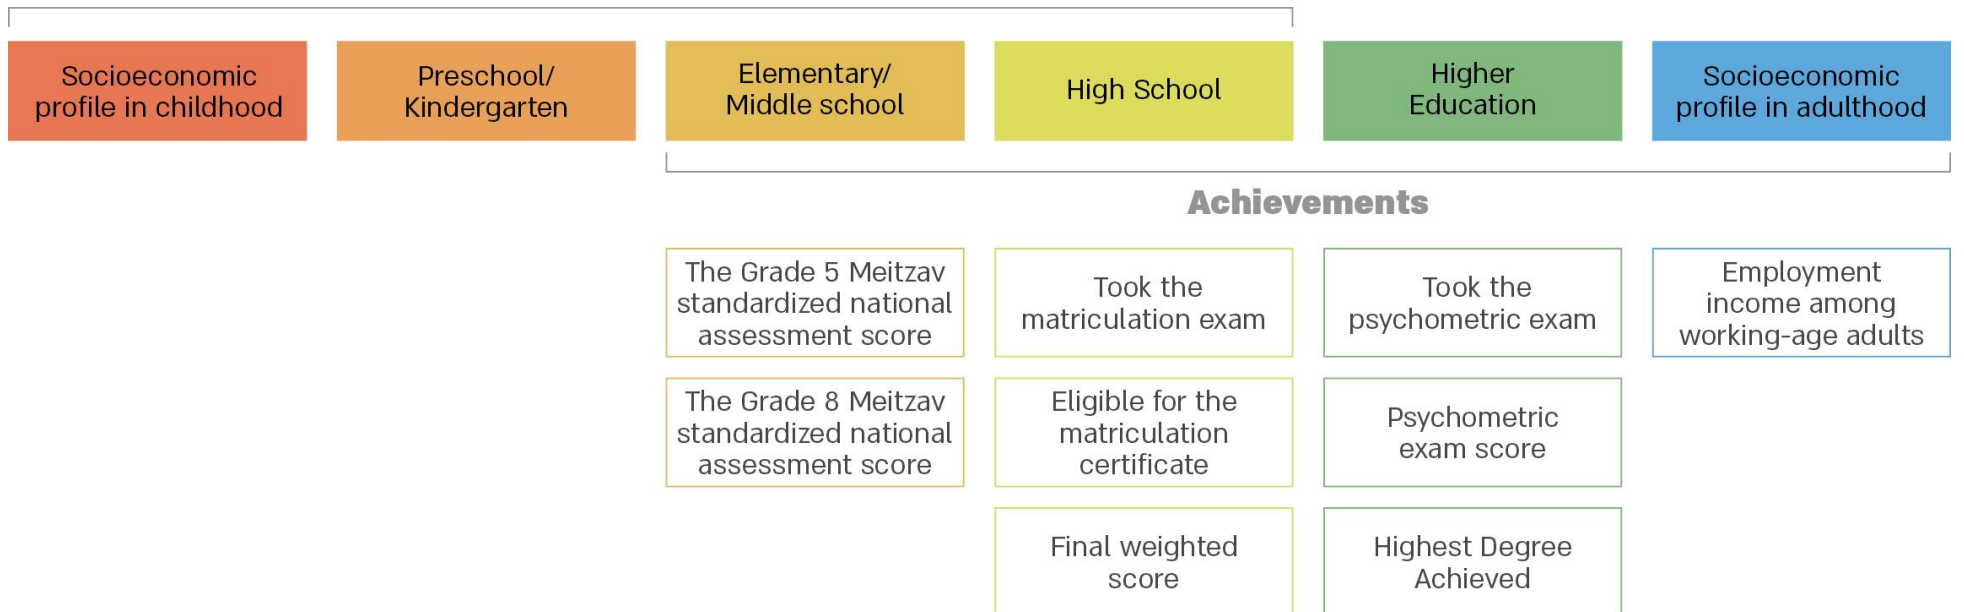 Socioeconomic
profile in childhood
Preschool/
Kindergarten
Elementary/
Middle school
High School
Higher
Education
Socioeconomic
profile in adulthood
Achievements
The Grade 5 Meitzav
standardized national
assessment score
Took the
matriculation exam
Took the
psychometric exam
Employment
income among
working-age adults
The Grade 8 Meitzav
standardized national
assessment score
Eligible for the
matriculation
certificate
Psychometric
exam score
Final weighted
score
Highest Degree
Achieved